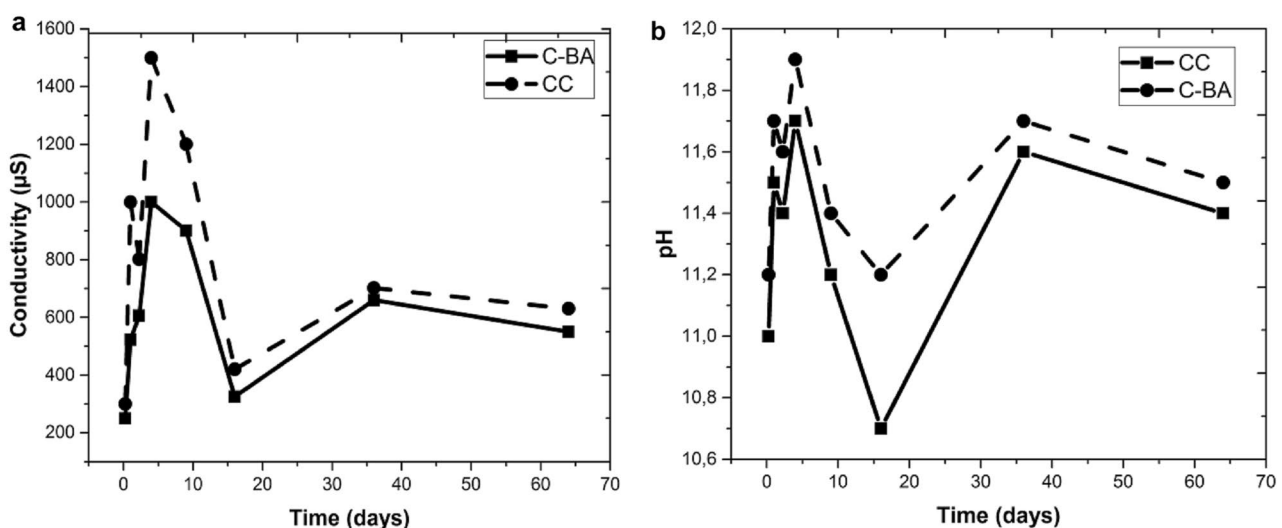 a
1600
1400
1200
1000
800
600
400
200
Conductivity (µS)
C-BA
CC
0 10 20 30 40 50 60 70
Time (days)
b
12,0
11,8
11,6
11,4
11,2
11,0
10,8
10,6
pH
CC
C-BA
0 10 20 30 40 50 60 70
Time (days)